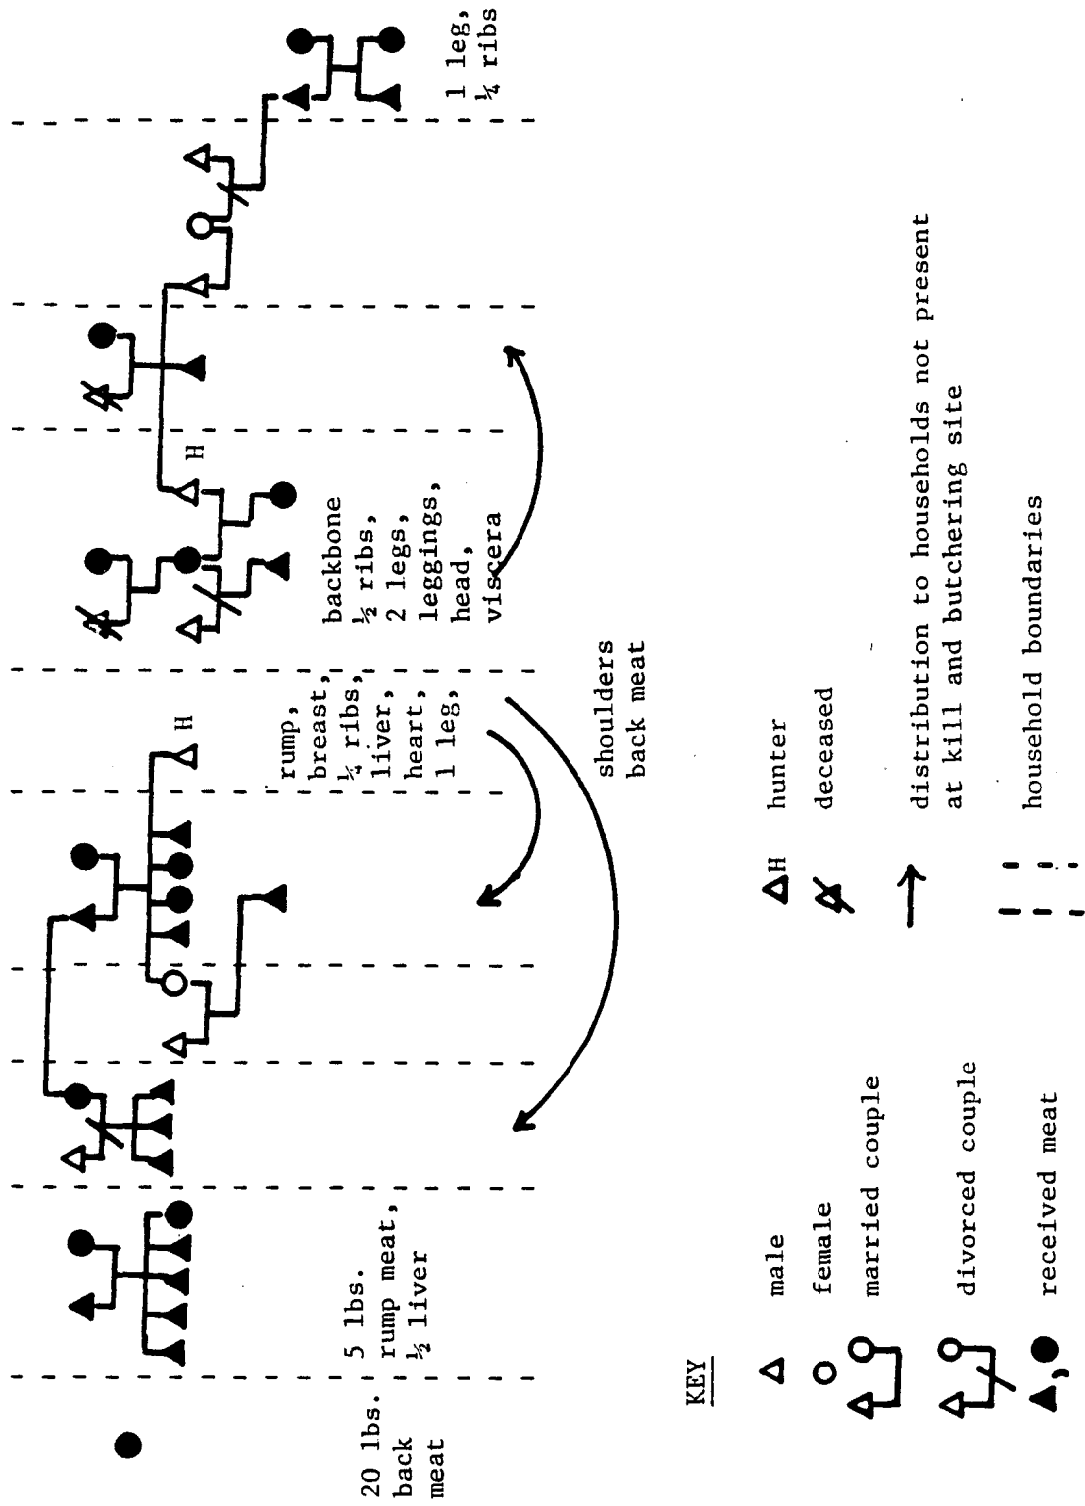 20 lbs.
back
meat
5 lbs.
rump meat,
½ liver
rump,
breast,
¼ ribs,
liver,
heart,
1 leg,
H
backbone
½ ribs,
2 legs,
leggings,
head,
viscera
H
1 leg,
¼ ribs
shoulders
back meat
KEY
male
female
married couple
divorced couple
received meat
H hunter
deceased
distribution to households not present
at kill and butchering site
household boundaries